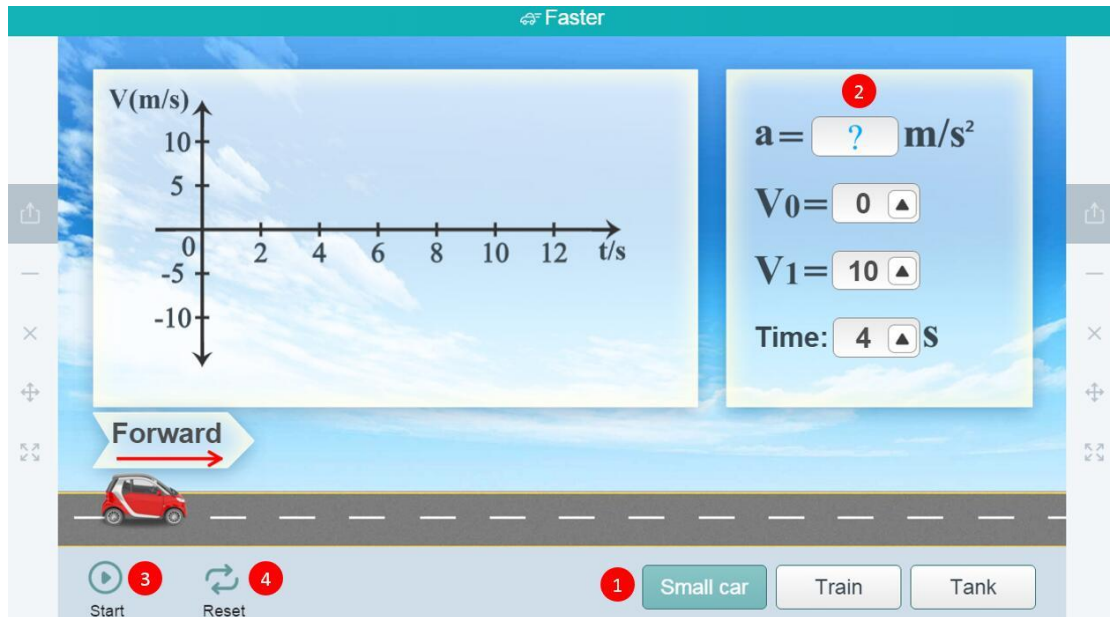 Faster
V(m/s)
10
5
0
-5
-10
2 4 6 8 10 12 t/s
2
a= ? m/s²
V0= 0
V1= 10
Time: 4 s
Forward
3
Start
4
Reset
1
Small car
Train
Tank